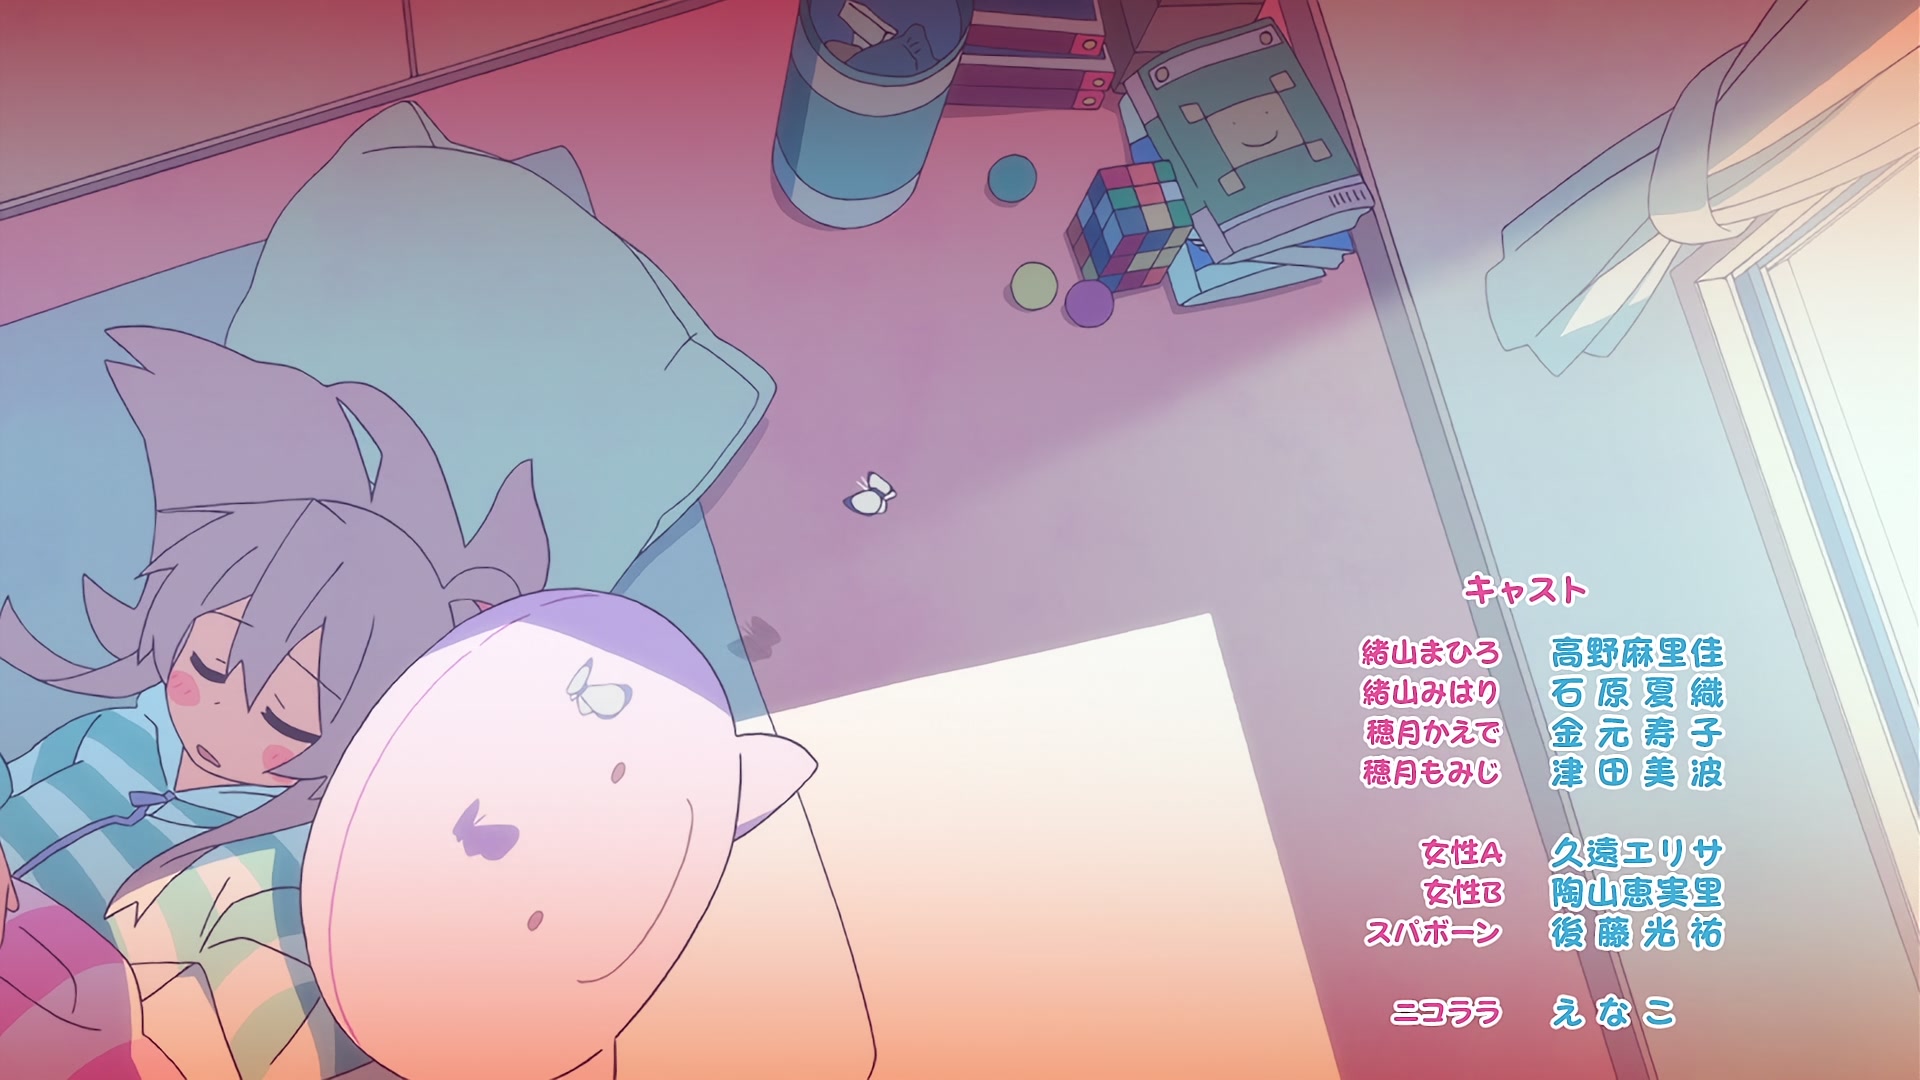 キャスト
緒山まひろ 高野麻里佳
緒山みはり 石原夏織
穂月かえで 金元寿子
穂月もみじ 津田美波
女性A 久遠エリサ
女性B 陶山恵実里
スパボーン 後藤光祐
ニコララ えなこ